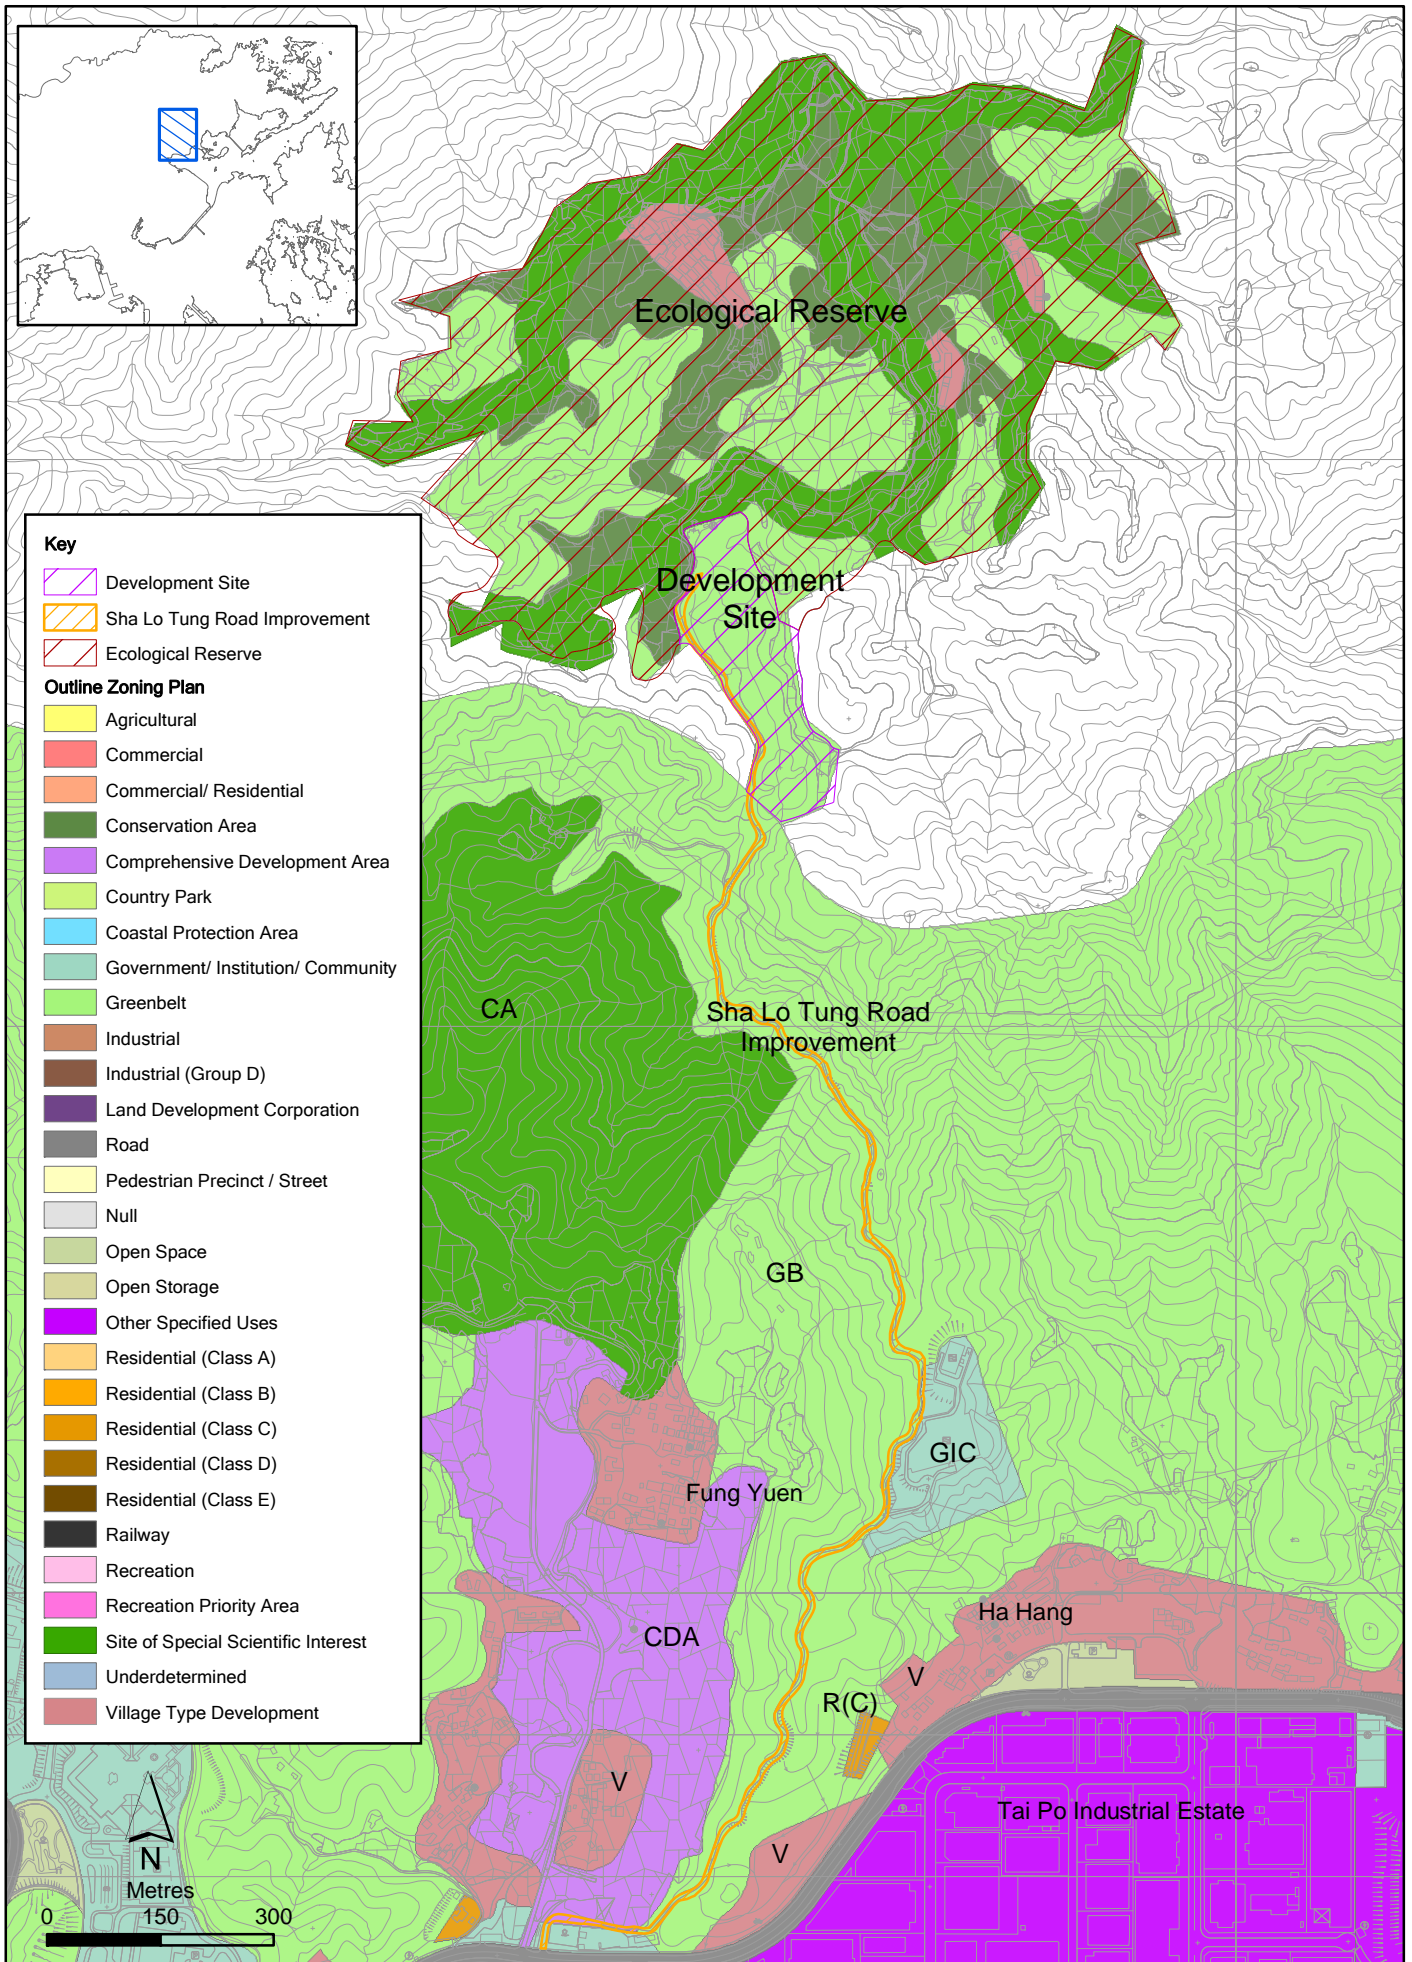 Ecological Reserve
Development
Site
Key
Development Site
Sha Lo Tung Road Improvement
Ecological Reserve
Outline Zoning Plan
Agricultural
Commercial
Commercial/ Residential
Conservation Area
Comprehensive Development Area
Country Park
Coastal Protection Area
Government/ Institution/ Community
Greenbelt
Industrial
Industrial (Group D)
Land Development Corporation
Road
Pedestrian Precinct / Street
Null
Open Space
Open Storage
Other Specified Uses
Residential (Class A)
Residential (Class B)
Residential (Class C)
Residential (Class D)
Residential (Class E)
Railway
Recreation
Recreation Priority Area
Site of Special Scientific Interest
Underdetermined
Village Type Development
CA
Sha Lo Tung Road
Improvement
GB
GIC
Fung Yuen
Ha Hang
CDA
V
R(C)
V
Tai Po Industrial Estate
V
N
Metres
0 150 300